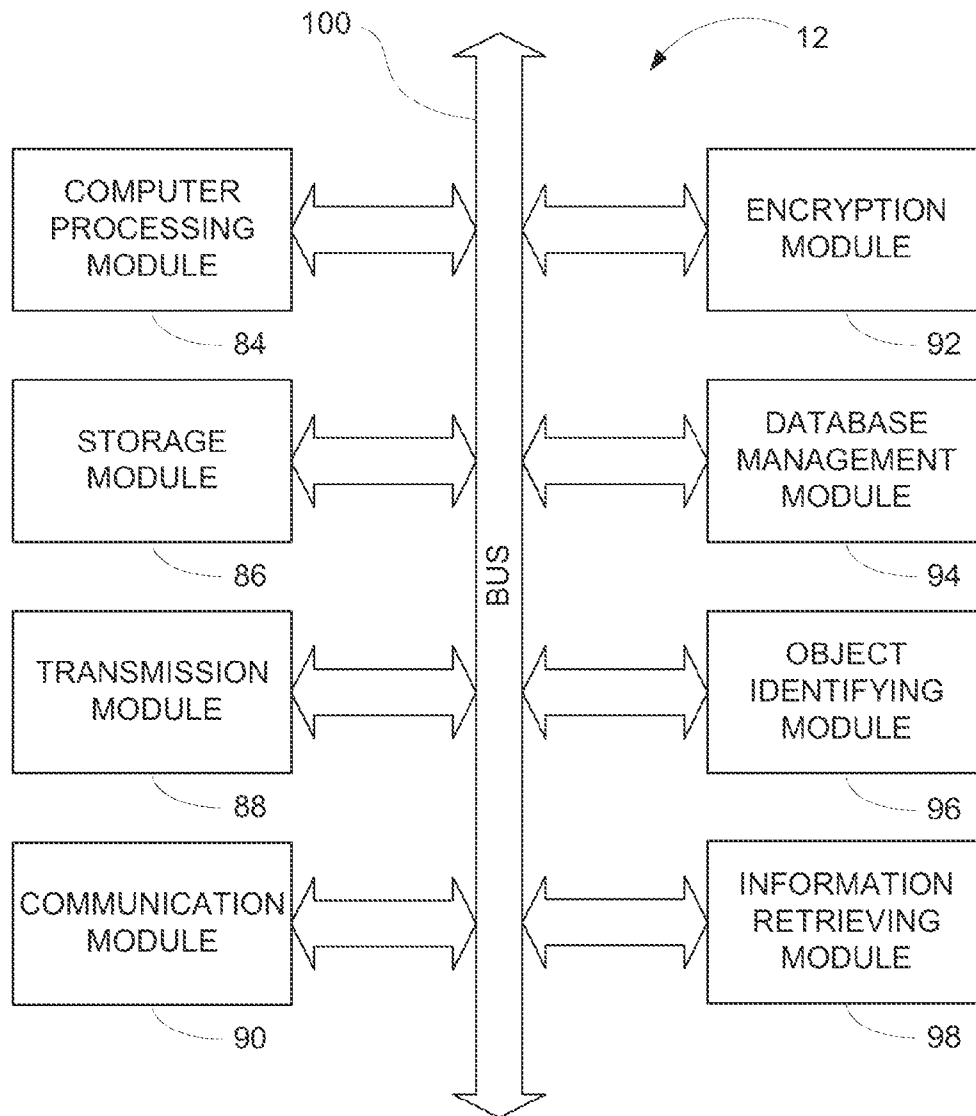 100
12
COMPUTER
PROCESSING
MODULE
84
ENCRYPTION
MODULE
92
STORAGE
MODULE
86
DATABASE
MANAGEMENT
MODULE
94
BUS
TRANSMISSION
MODULE
88
OBJECT
IDENTIFYING
MODULE
96
COMMUNICATION
MODULE
90
INFORMATION
RETRIEVING
MODULE
98